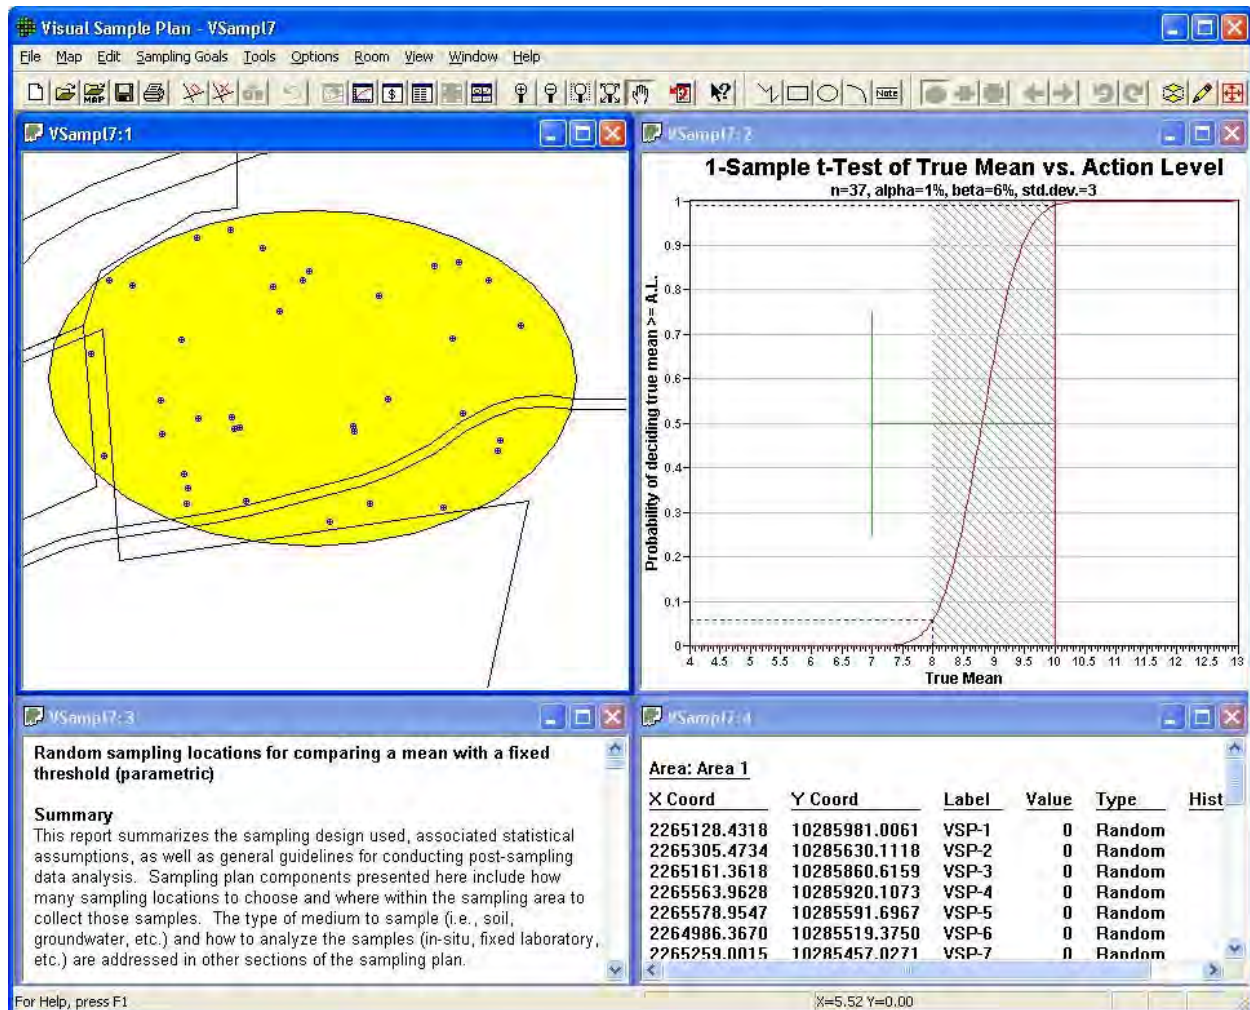 Visual Sample Plan - VSampl7
File Map Edit Sampling Goals Tools Options Room View Window Help
MAP
$
Note
VSampl7:1
VSampl7:2
1-Sample t-Test of True Mean vs. Action Level
n=37, alpha=1%, beta=6%, std.dev.=3
Probability of deciding true mean >= A.L.
1
0.9
0.8
0.7
0.6
0.5
0.4
0.3
0.2
0.1
0
4 4.5 5 5.5 6 6.5 7 7.5 8 8.5 9 9.5 10 10.5 11 11.5 12 12.5 13
True Mean
VSampl7:3
Random sampling locations for comparing a mean with a fixed
threshold (parametric)
Summary
This report summarizes the sampling design used, associated statistical
assumptions, as well as general guidelines for conducting post-sampling
data analysis. Sampling plan components presented here include how
many sampling locations to choose and where within the sampling area to
collect those samples. The type of medium to sample (i.e., soil,
groundwater, etc.) and how to analyze the samples (in-situ, fixed laboratory,
etc.) are addressed in other sections of the sampling plan.
VSampl7:4
Area: Area 1
X Coord Y Coord Label Value Type Hist
2265128.4318 10285981.0061 VSP-1 0 Random
2265305.4734 10285630.1118 VSP-2 0 Random
2265161.3618 10285860.6159 VSP-3 0 Random
2265563.9628 10285920.1073 VSP-4 0 Random
2265578.9547 10285591.6967 VSP-5 0 Random
2264986.3670 10285519.3750 VSP-6 0 Random
2265259.0015 10285457.0271 VSP-7 0 Random
For Help, press F1
X=5.52 Y=0.00